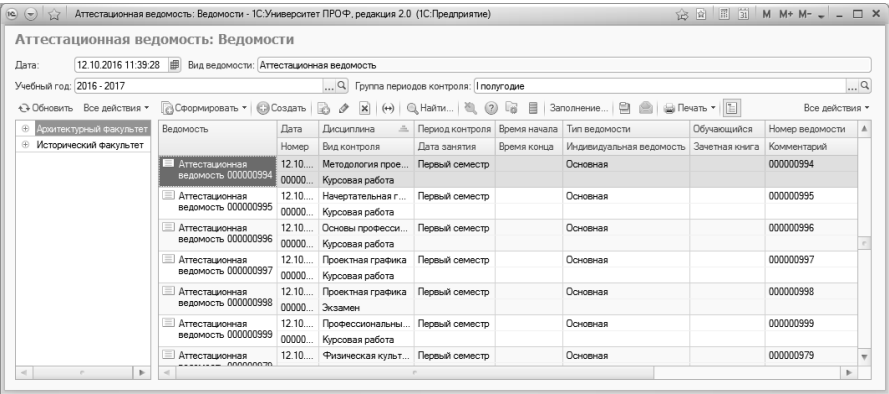 Аттестационная ведомость: Ведомости - 1С:Университет ПРОФ, редакция 2.0 (1С:Предприятие)
M M+ M-
Аттестационная ведомость: Ведомости
Дата: 12.10.2016 11:39:28 Вид ведомости: Аттестационная ведомость
Учебный год: 2016 - 2017 ... Группа периодов контроля: I полугодие ...
Обновить Все действия Сформировать Создать Найти... Заполнение... Печать Все действия
Архитектурный факультет
Исторический факультет
Ведомость Дата Дисциплина Период контроля Время начала Тип ведомости Обучающийся Номер ведомости
Номер Вид контроля Дата занятия Время конца Индивидуальная ведомость Зачетная книга Комментарий
Аттестационная 12.10.... Методология прое... Первый семестр Основная 000000994
ведомость 000000994 00000... Курсовая работа
Аттестационная 12.10.... Начертательная г... Первый семестр Основная 000000995
ведомость 000000995 00000... Курсовая работа
Аттестационная 12.10.... Основы професси... Первый семестр Основная 000000996
ведомость 000000996 00000... Курсовая работа
Аттестационная 12.10.... Проектная графика Первый семестр Основная 000000997
ведомость 000000997 00000... Курсовая работа
Аттестационная 12.10.... Проектная графика Первый семестр Основная 000000998
ведомость 000000998 00000... Экзамен
Аттестационная 12.10.... Профессиональны... Первый семестр Основная 000000999
ведомость 000000999 00000... Курсовая работа
Аттестационная 12.10.... Физическая культ... Первый семестр Основная 000000979